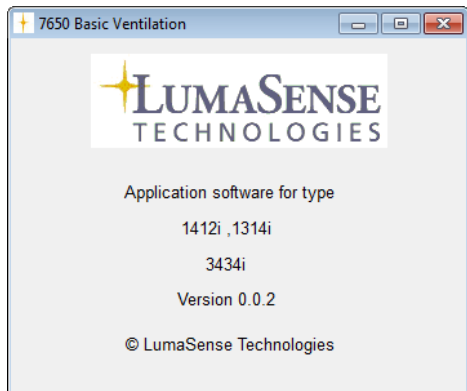 7650 Basic Ventilation
LUMASENSE
TECHNOLOGIES
Application software for type
1412i ,1314i
3434i
Version 0.0.2
© LumaSense Technologies